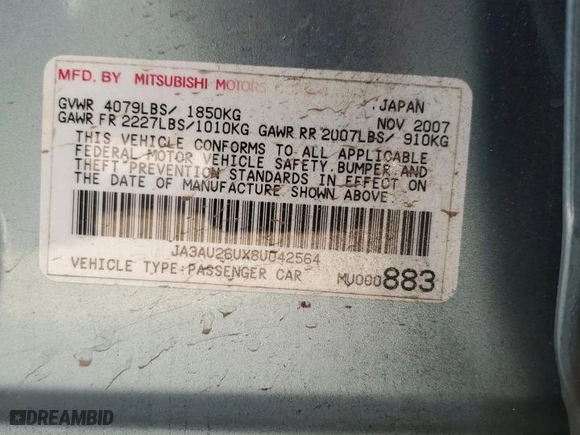 MFD. BY MITSUBISHI MOTORS
JAPAN
GVWR 4079LBS/ 1850KG NOV 2007
GAWR FR 2227LBS/1010KG GAWR RR 2007LBS/ 910KG
THIS VEHICLE CONFORMS TO ALL APPLICABLE
FEDERAL MOTOR VEHICLE SAFETY,BUMPER AND
THEFT PREVENTION STANDARDS IN EFFECT ON
THE DATE OF MANUFACTURE SHOWN ABOVE.
JA3AU26UX8U042564
VEHICLE TYPE:PASSENGER CAR MU000883
DREAMBID